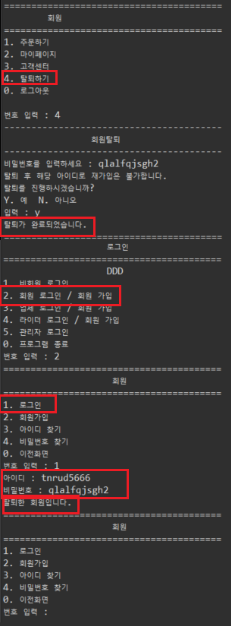 ========================================
회원
========================================
1. 주문하기
2. 마이페이지
3. 고객센터
4. 탈퇴하기
0. 로그아웃
번호 입력 : 4
----------------------------------------
회원탈퇴
----------------------------------------
비밀번호을 입력하세요 : qlalfqjsgh2
탈퇴 후 해당 아이디로 재가입은 불가합니다.
탈퇴를 진행하시겠습니까?
Y. 예 N. 아니오
입력 : y
탈퇴가 완료되었습니다.
========================================
로그인
========================================
DDD
1. 비회원 로그인
2. 회원 로그인 / 회원 가입
3. 업체 로그인 / 회원 가입
4. 라이더 로그인 / 회원 가입
5. 관리자 로그인
0. 프로그램 종료
번호 입력 : 2
========================================
회원
========================================
1. 로그인
2. 회원가입
3. 아이디 찾기
4. 비밀번호 찾기
0. 이전화면
번호 입력 : 1
아이디 : tnrud5666
비밀번호 : qlalfqjsgh2
탈퇴한 회원입니다.
========================================
회원
========================================
1. 로그인
2. 회원가입
3. 아이디 찾기
4. 비밀번호 찾기
0. 이전화면
번호 입력 :